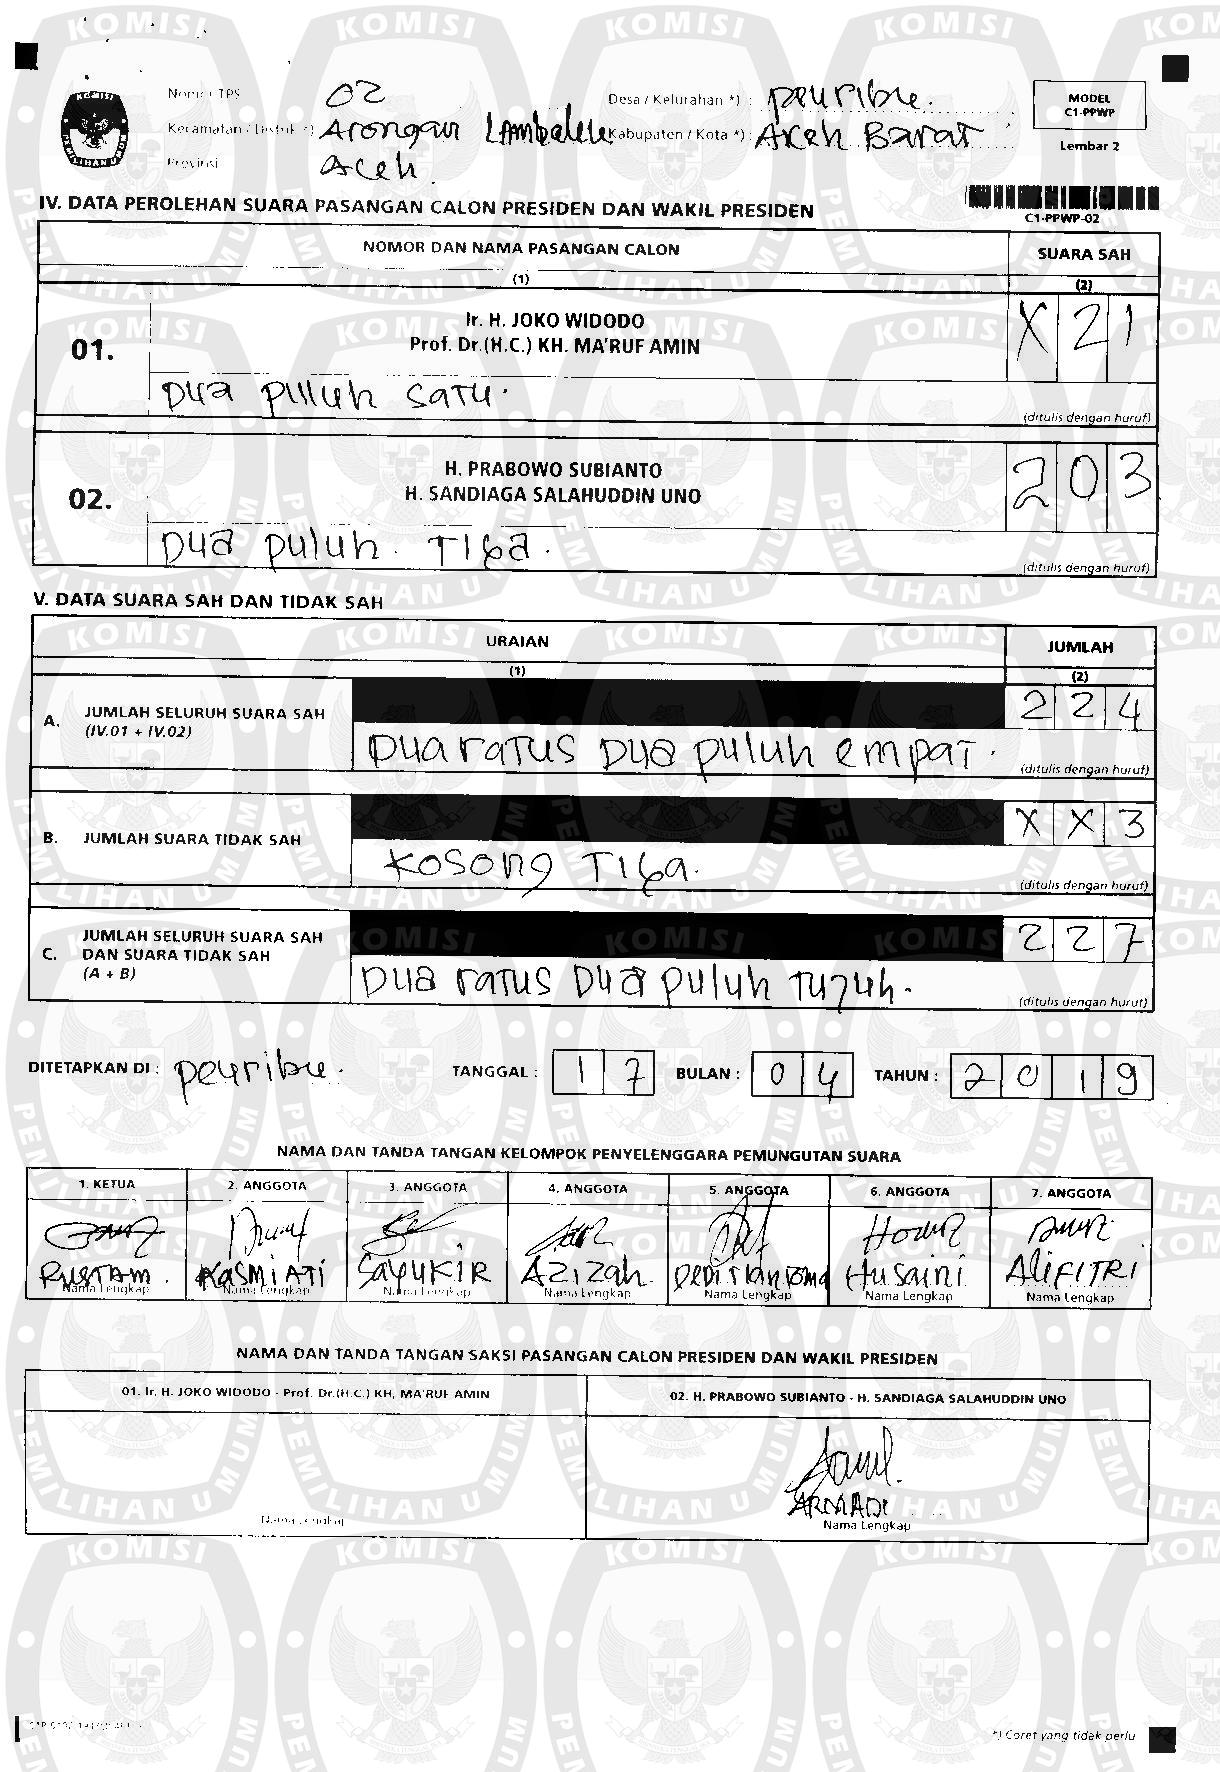 Nomor TPS 02 Desa / Kelurahan *) : Peuribu.
Kecamatan / Distrik *) Arongan Lambalek Kabupaten / Kota *) : Aceh Barat
Provinsi Aceh
MODEL
C1-PPWP
Lembar 2
IV. DATA PEROLEHAN SUARA PASANGAN CALON PRESIDEN DAN WAKIL PRESIDEN
C1-PPWP-02
NOMOR DAN NAMA PASANGAN CALON SUARA SAH
(1) (2)
01. Ir. H. JOKO WIDODO
Prof. Dr.(H.C.) KH. MA'RUF AMIN X 2 1
Dua puluh satu.
(ditulis dengan huruf)
02. H. PRABOWO SUBIANTO
H. SANDIAGA SALAHUDDIN UNO 2 0 3
Dua puluh. Tiga.
(ditulis dengan huruf)
V. DATA SUARA SAH DAN TIDAK SAH
URAIAN JUMLAH
(1) (2)
A. JUMLAH SELURUH SUARA SAH
(IV.01 + IV.02) 2 2 4
Dua ratus Dua puluh empat.
(ditulis dengan huruf)
B. JUMLAH SUARA TIDAK SAH X X 3
Kosong Tiga.
(ditulis dengan huruf)
C. JUMLAH SELURUH SUARA SAH
DAN SUARA TIDAK SAH
(A + B) 2 2 7
Dua ratus Dua puluh Tujuh.
(ditulis dengan huruf)
DITETAPKAN DI : Peuribu. TANGGAL : 1 7 BULAN : 0 4 TAHUN : 2 0 1 9
NAMA DAN TANDA TANGAN KELOMPOK PENYELENGGARA PEMUNGUTAN SUARA
1. KETUA 2. ANGGOTA 3. ANGGOTA 4. ANGGOTA 5. ANGGOTA 6. ANGGOTA 7. ANGGOTA
RUSTAM. KASMIATI SAYUKIR AZIZah. Husaini ALIFITRI
Nama Lengkap Nama Lengkap Nama Lengkap Nama Lengkap Nama Lengkap Nama Lengkap Nama Lengkap
NAMA DAN TANDA TANGAN SAKSI PASANGAN CALON PRESIDEN DAN WAKIL PRESIDEN
01. Ir. H. JOKO WIDODO - Prof. Dr.(H.C.) KH. MA'RUF AMIN 02. H. PRABOWO SUBIANTO - H. SANDIAGA SALAHUDDIN UNO
ARMADI
Nama Lengkap Nama Lengkap
*) Coret yang tidak perlu